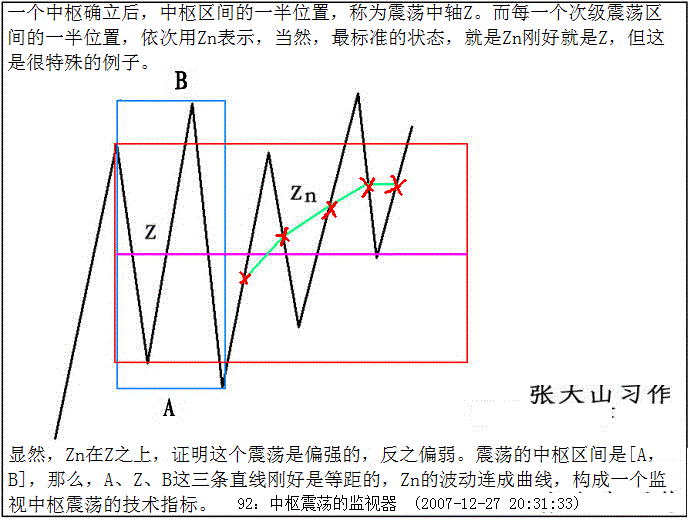 一个中枢确立后，中枢区间的一半位置，称为震荡中轴Z。而每一个次级震荡区
间的一半位置，依次用Zn表示，当然，最标准的状态，就是Zn刚好就是Z，但这
是很特殊的例子。
B
Zn
Z
A
张大山习作
显然，Zn在Z之上，证明这个震荡是偏强的，反之偏弱。震荡的中枢区间是[A，
B]，那么，A、Z、B这三条直线刚好是等距的，Zn的波动连成曲线，构成一个监
视中枢震荡的技术指标。 92：中枢震荡的监视器 (2007-12-27 20:31:33)